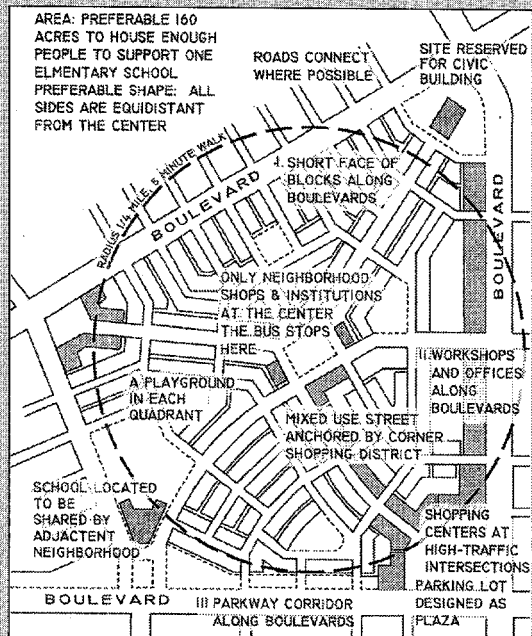 AREA: PREFERABLE 160
ACRES TO HOUSE ENOUGH
PEOPLE TO SUPPORT ONE
ELMENTARY SCHOOL
PREFERABLE SHAPE: ALL
SIDES ARE EQUIDISTANT
FROM THE CENTER
ROADS CONNECT
WHERE POSSIBLE
SITE RESERVED
FOR CIVIC
BUILDING
RADIUS 1/4 MILE, 5 MINUTE WALK
BOULEVARD
I. SHORT FACE OF
BLOCKS ALONG
BOULEVARDS
BOULEVARD
ONLY NEIGHBORHOOD
SHOPS & INSTITUTIONS
AT THE CENTER
THE BUS STOPS
HERE
II WORKSHOPS
AND OFFICES
ALONG
BOULEVARDS
A PLAYGROUND
IN EACH
QUADRANT
MIXED USE STREET
ANCHORED BY CORNER
SHOPPING DISTRICT
SCHOOL LOCATED
TO BE
SHARED BY
ADJACTENT
NEIGHBORHOOD
SHOPPING
CENTERS AT
HIGH-TRAFFIC
INTERSECTIONS
PARKING LOT
DESIGNED AS
PLAZA
BOULEVARD
III PARKWAY CORRIDOR
ALONG BOULEVARDS